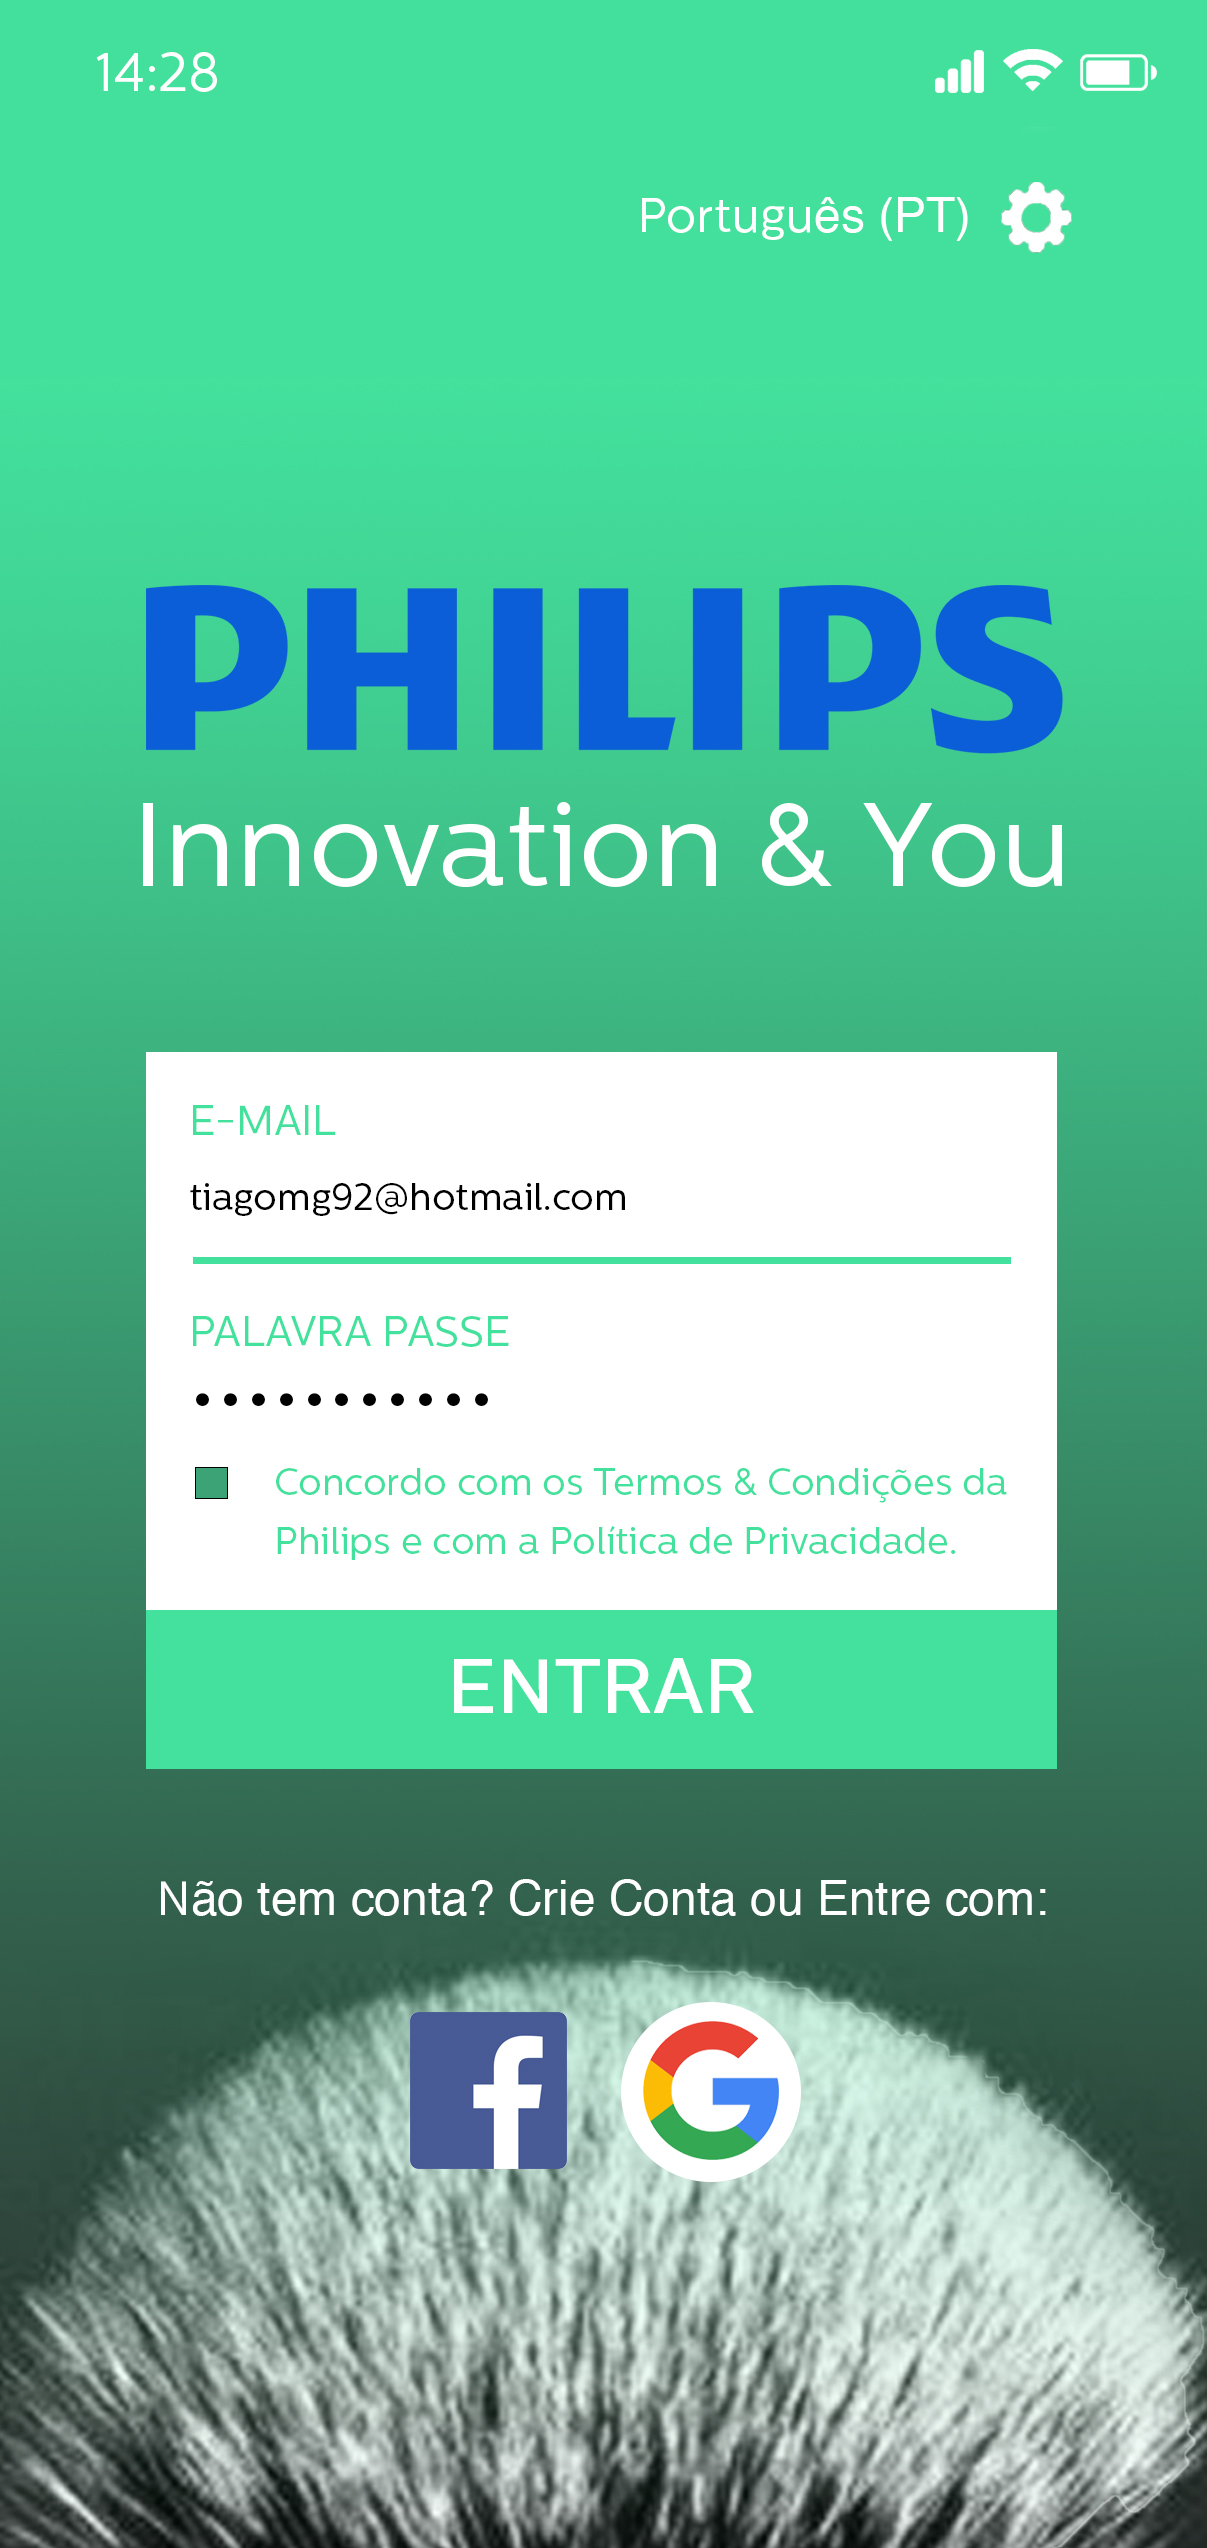 14:28
Português (PT)
PHILIPS
Innovation & You
E-MAIL
tiagomg92@hotmail.com
PALAVRA PASSE
•••••••••••
Concordo com os Termos & Condições da
Philips e com a Política de Privacidade.
ENTRAR
Não tem conta? Crie Conta ou Entre com: